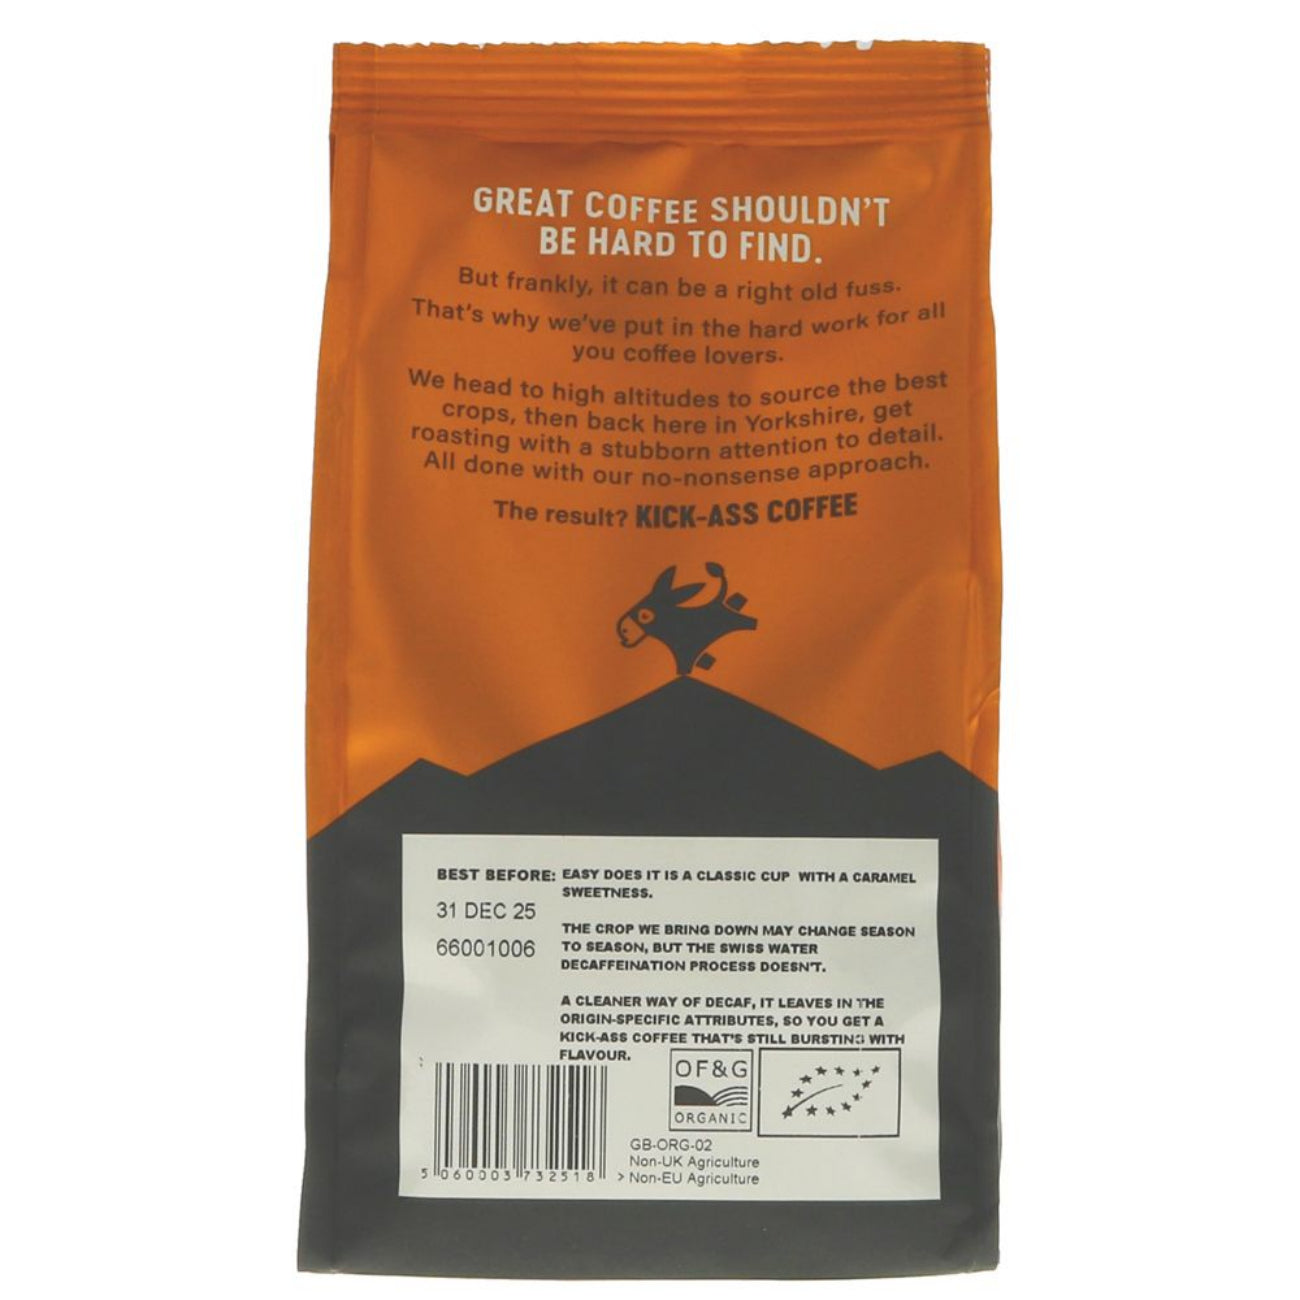 GREAT COFFEE SHOULDN'T
BE HARD TO FIND.
But frankly, it can be a right old fuss.
That's why we've put in the hard work for all
you coffee lovers.
We head to high altitudes to source the best
crops, then back here in Yorkshire, get
roasting with a stubborn attention to detail.
All done with our no-nonsense approach.
The result? KICK-ASS COFFEE
BEST BEFORE:
31 DEC 25
66001006
EASY DOES IT IS A CLASSIC CUP WITH A CARAMEL
SWEETNESS.
THE CROP WE BRING DOWN MAY CHANGE SEASON
TO SEASON, BUT THE SWISS WATER
DECAFFEINATION PROCESS DOESN'T.
A CLEANER WAY OF DECAF, IT LEAVES IN THE
ORIGIN-SPECIFIC ATTRIBUTES, SO YOU GET A
KICK-ASS COFFEE THAT'S STILL BURSTING WITH
FLAVOUR.
OF&G
ORGANIC
GB-ORG-02
Non-UK Agriculture
Non-EU Agriculture
5 060003 732518 >